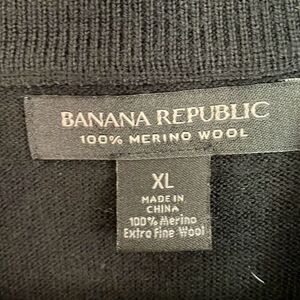 BANANA REPUBLIC
100% MERINO WOOL
XL
MADE IN
CHINA
100% Merino
Extra Fine Wool